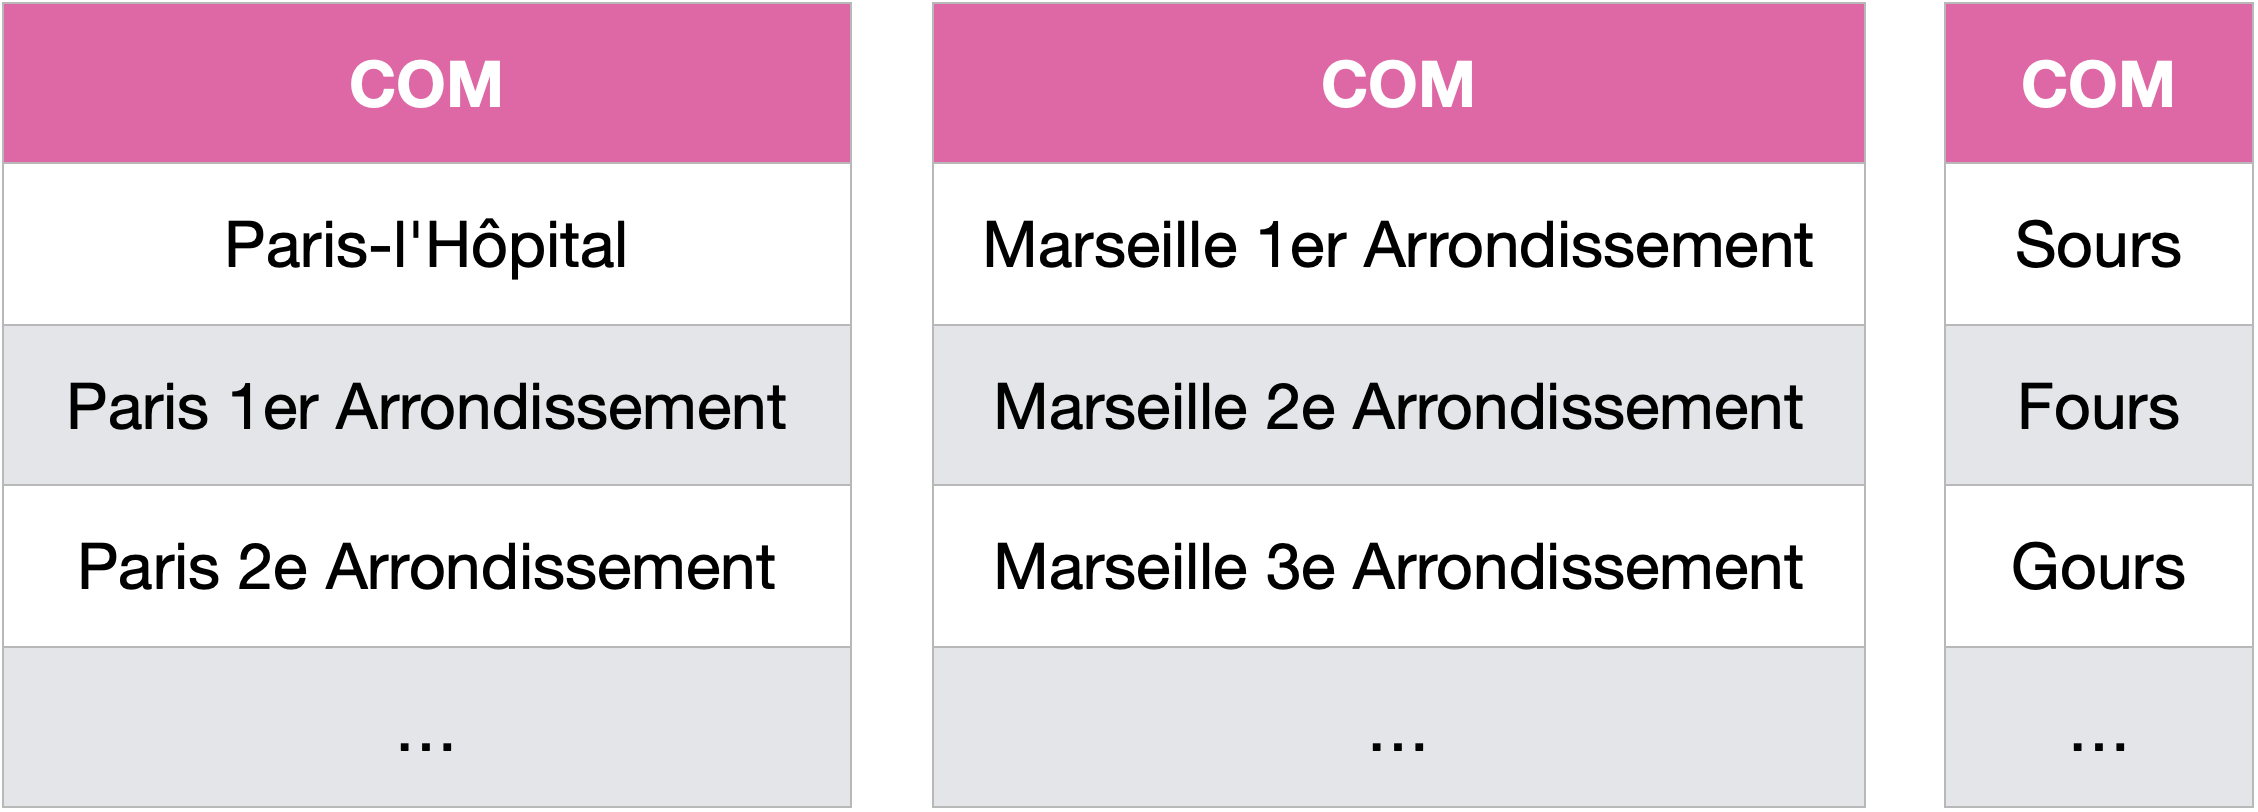 COM
Paris-l'Hôpital
Paris 1er Arrondissement
Paris 2e Arrondissement
...
COM
Marseille 1er Arrondissement
Marseille 2e Arrondissement
Marseille 3e Arrondissement
...
COM
Sours
Fours
Gours
...